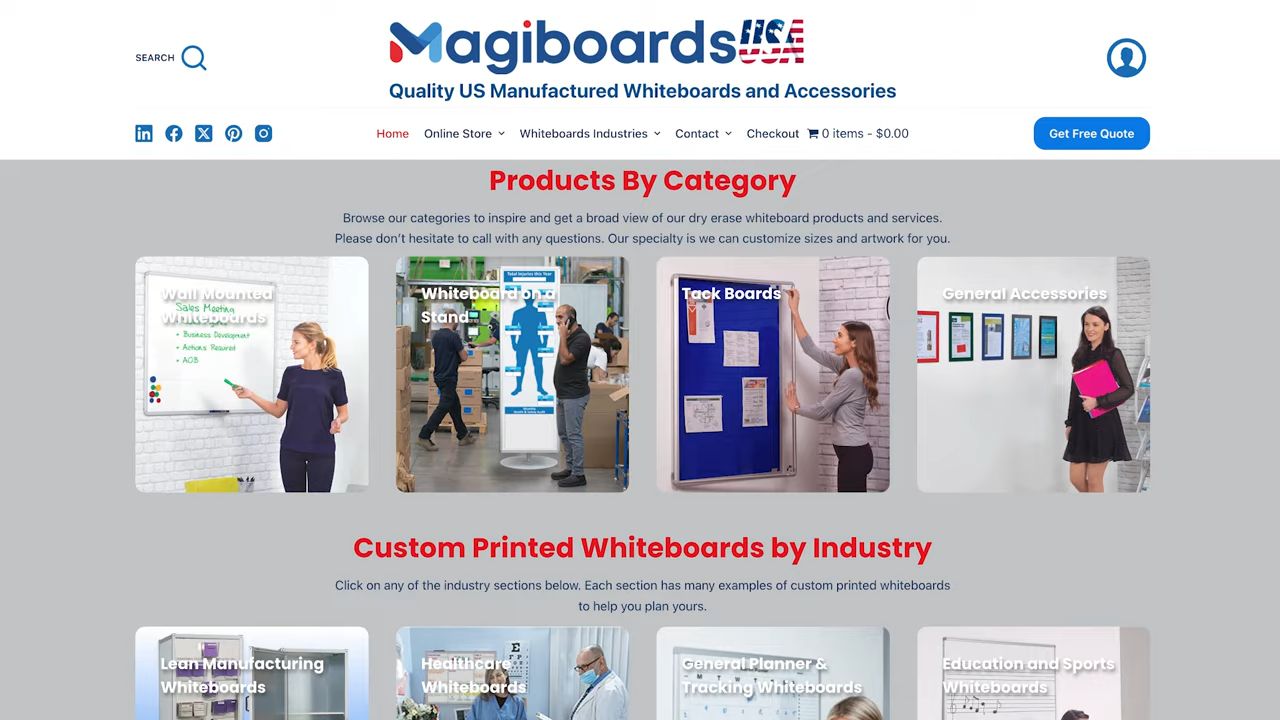 SEARCH
Magiboards USA
Quality US Manufactured Whiteboards and Accessories
Home Online Store Whiteboards Industries Contact Checkout 0 items - $0.00
Get Free Quote
Products By Category
Browse our categories to inspire and get a broad view of our dry erase whiteboard products and services.
Please don't hesitate to call with any questions. Our specialty is we can customize sizes and artwork for you.
Wall Mounted
Whiteboards
Sales Meeting
• Business Development
• Actions Required
• AOB
Whiteboard on a
Stand
Total Injuries this Year
Tack Boards
General Accessories
Custom Printed Whiteboards by Industry
Click on any of the industry sections below. Each section has many examples of custom printed whiteboards
to help you plan yours.
Lean Manufacturing
Whiteboards
Healthcare
Whiteboards
General Planner &
Tracking Whiteboards
Education and Sports
Whiteboards